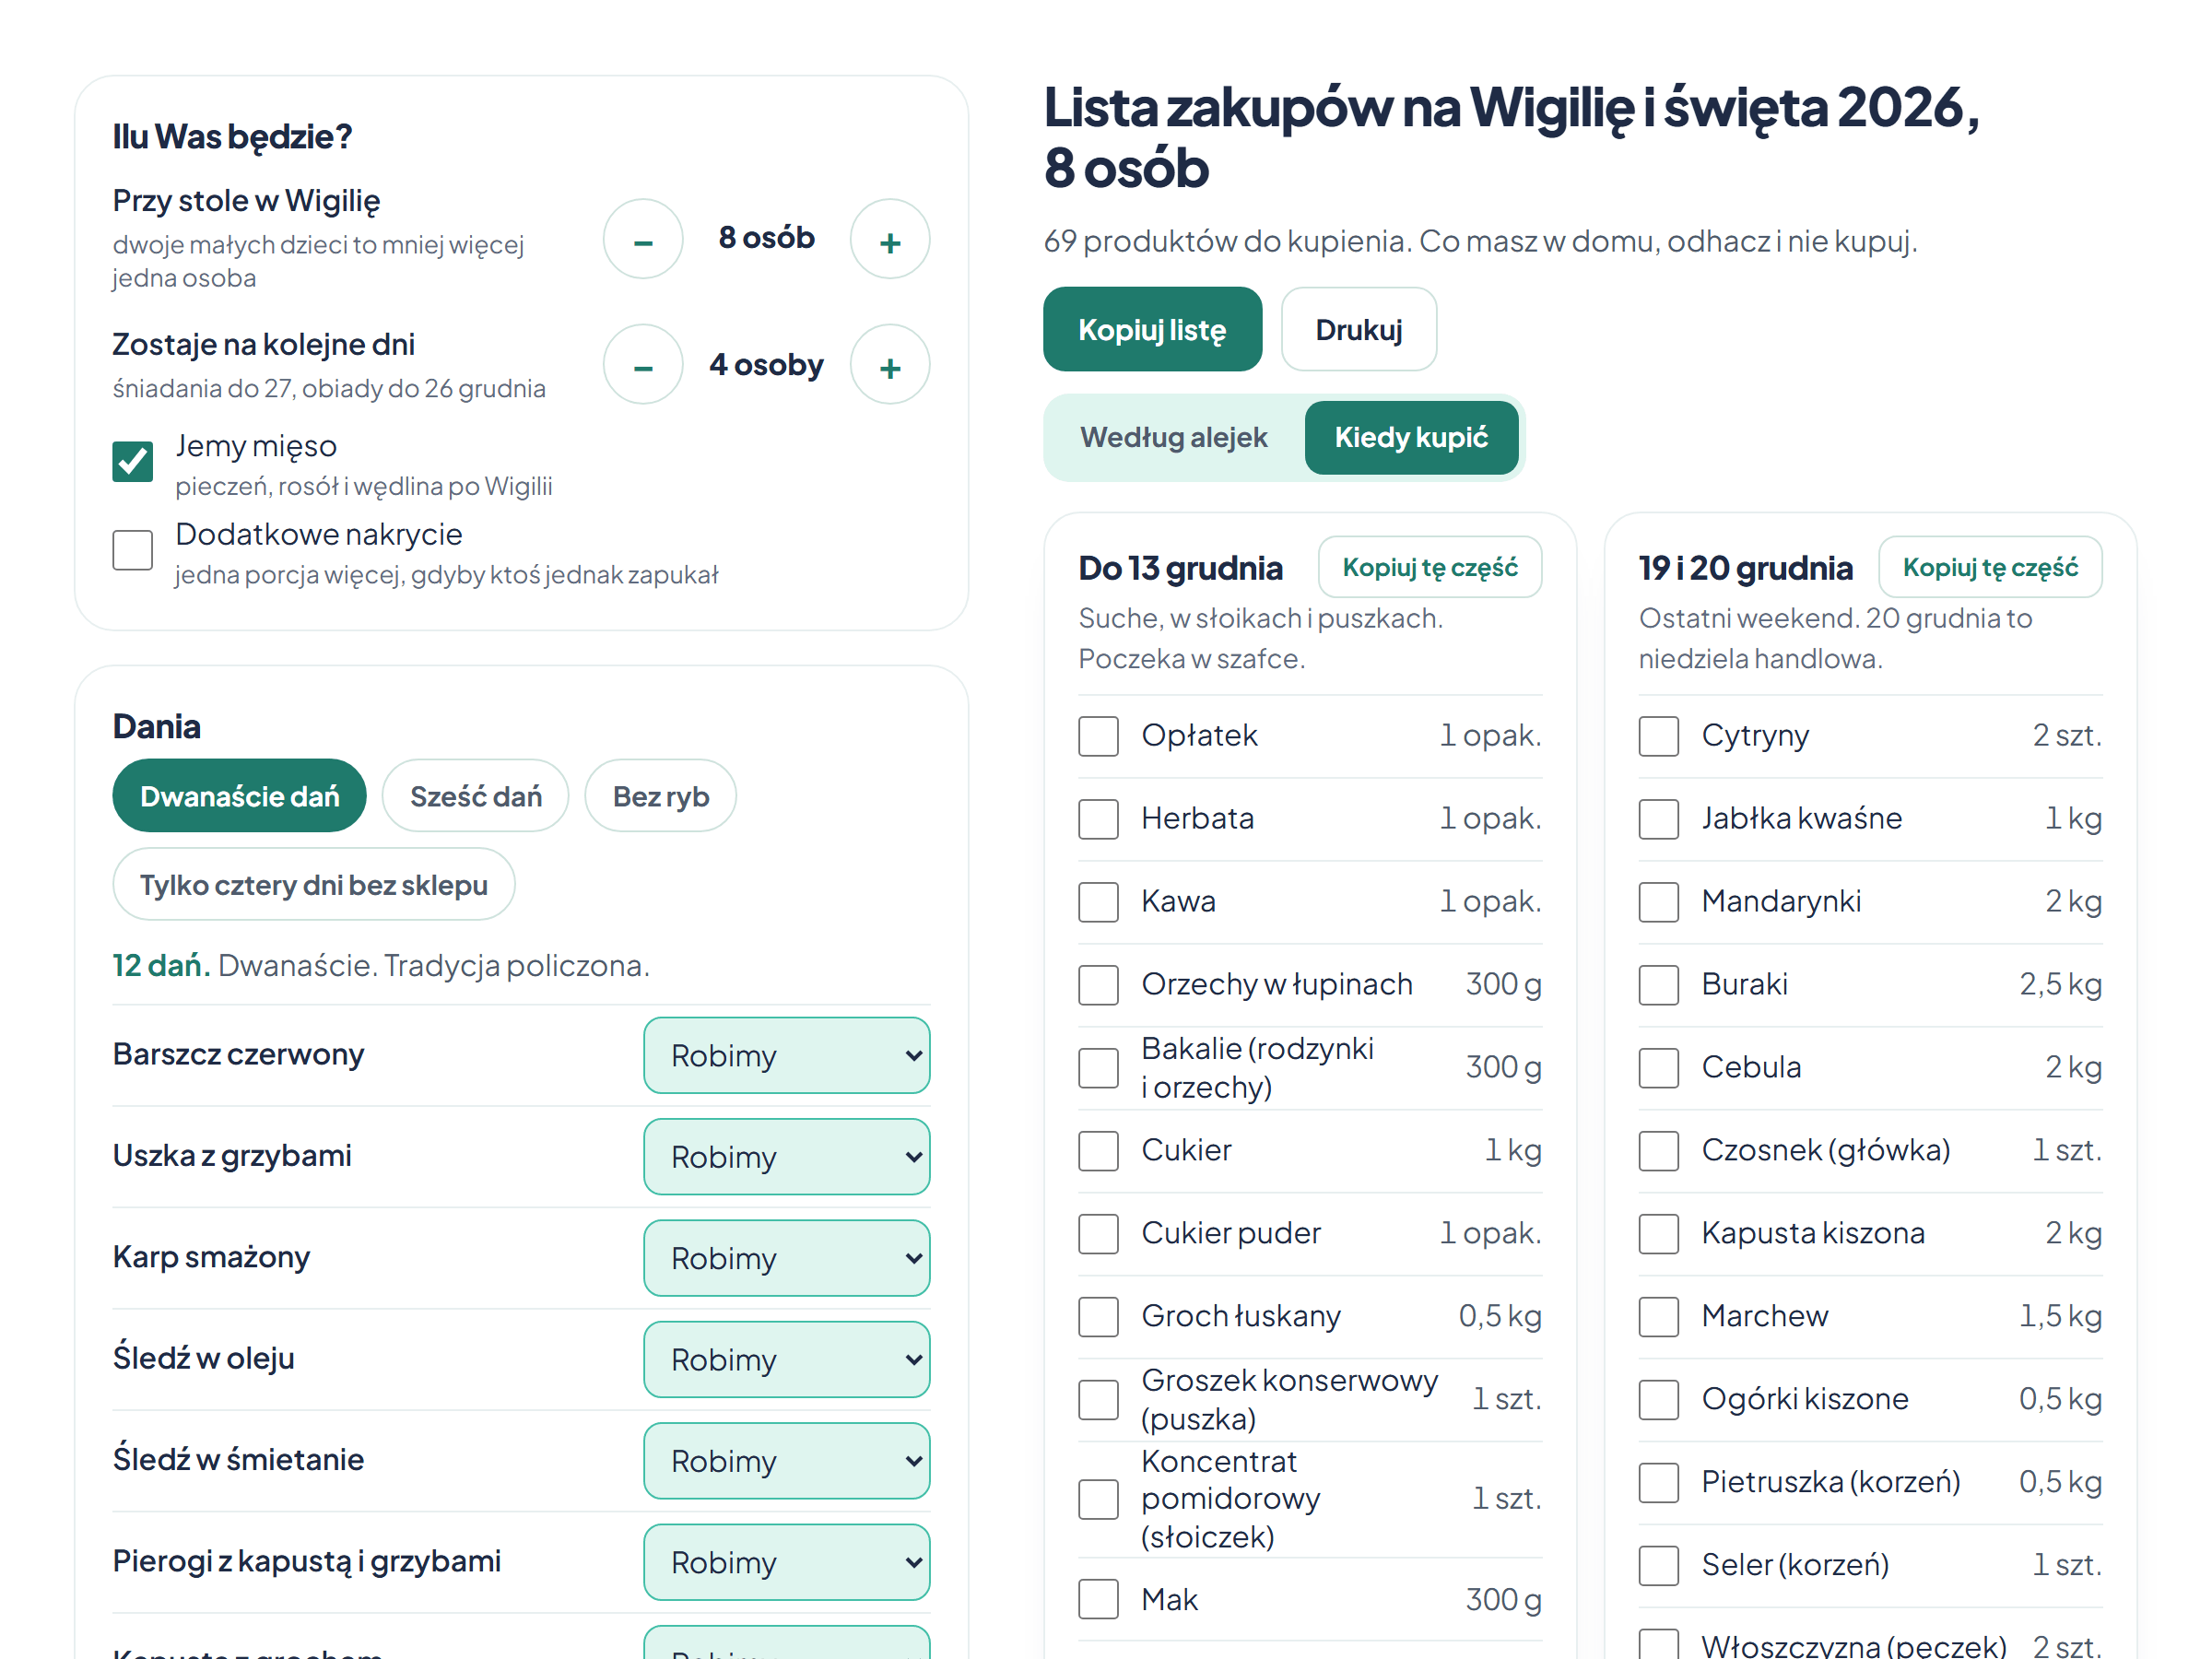 Ilu Was będzie?
Przy stole w Wigilię
dwoje małych dzieci to mniej więcej
jedna osoba
−
8 osób
+
Zostaje na kolejne dni
śniadania do 27, obiady do 26 grudnia
−
4 osoby
+
Jemy mięso
pieczeń, rosół i wędlina po Wigilii
Dodatkowe nakrycie
jedna porcja więcej, gdyby ktoś jednak zapukał
Dania
Dwanaście dań
Sześć dań
Bez ryb
Tylko cztery dni bez sklepu
12 dań. Dwanaście. Tradycja policzona.
Barszcz czerwony
Robimy
Uszka z grzybami
Robimy
Karp smażony
Robimy
Śledź w oleju
Robimy
Śledź w śmietanie
Robimy
Pierogi z kapustą i grzybami
Robimy
Kapusta z grochem
Robimy
Lista zakupów na Wigilię i święta 2026,
8 osób
69 produktów do kupienia. Co masz w domu, odhacz i nie kupuj.
Kopiuj listę
Drukuj
Według alejek
Kiedy kupić
Do 13 grudnia
Kopiuj tę część
Suche, w słoikach i puszkach.
Poczeka w szafce.
Opłatek
1 opak.
Herbata
1 opak.
Kawa
1 opak.
Orzechy w łupinach
300 g
Bakalie (rodzynki
i orzechy)
300 g
Cukier
1 kg
Cukier puder
1 opak.
Groch łuskany
0,5 kg
Groszek konserwowy
(puszka)
1 szt.
Koncentrat
pomidorowy
(słoiczek)
1 szt.
Mak
300 g
19 i 20 grudnia
Kopiuj tę część
Ostatni weekend. 20 grudnia to
niedziela handlowa.
Cytryny
2 szt.
Jabłka kwaśne
1 kg
Mandarynki
2 kg
Buraki
2,5 kg
Cebula
2 kg
Czosnek (główka)
1 szt.
Kapusta kiszona
2 kg
Marchew
1,5 kg
Ogórki kiszone
0,5 kg
Pietruszka (korzeń)
0,5 kg
Seler (korzeń)
1 szt.
Włoszczyzna (pęczek)
2 szt.